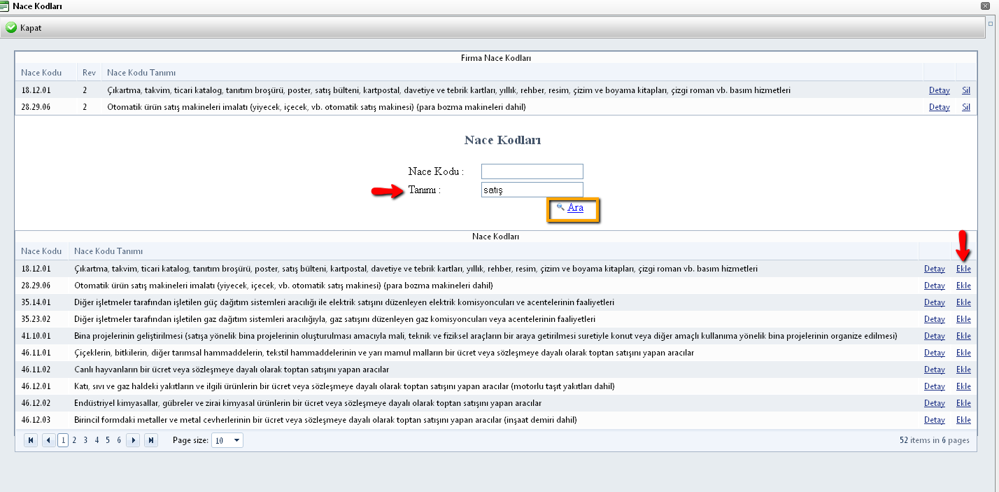 Nace Kodları
Kapat
Firma Nace Kodları
Nace Kodu Rev Nace Kodu Tanımı
18.12.01 2 Çıkartma, takvim, ticari katalog, tanıtım broşürü, poster, satış bülteni, kartpostal, davetiye ve tebrik kartları, yıllık, rehber, resim, çizim ve boyama kitapları, çizgi roman vb. basım hizmetleri Detay Sil
28.29.06 2 Otomatik ürün satış makineleri imalatı (yiyecek, içecek, vb. otomatik satış makinesi) (para bozma makineleri dahil) Detay Sil
Nace Kodları
Nace Kodu :
Tanımı : satış
Ara
Nace Kodları
Nace Kodu Nace Kodu Tanımı
18.12.01 Çıkartma, takvim, ticari katalog, tanıtım broşürü, poster, satış bülteni, kartpostal, davetiye ve tebrik kartları, yıllık, rehber, resim, çizim ve boyama kitapları, çizgi roman vb. basım hizmetleri Detay Ekle
28.29.06 Otomatik ürün satış makineleri imalatı (yiyecek, içecek, vb. otomatik satış makinesi) (para bozma makineleri dahil) Detay Ekle
35.14.01 Diğer işletmeler tarafından işletilen güç dağıtım sistemleri aracılığı ile elektrik satışını düzenleyen elektrik komisyoncuları ve acentelerinin faaliyetleri Detay Ekle
35.23.02 Diğer işletmeler tarafından işletilen gaz dağıtım sistemleri aracılığıyla, gaz satışını düzenleyen gaz komisyoncuları veya acentelerinin faaliyetleri Detay Ekle
41.10.01 Bina projelerinin geliştirilmesi (satışa yönelik bina projelerinin oluşturulması amacıyla mali, teknik ve fiziksel araçların bir araya getirilmesi suretiyle konut veya diğer amaçlı kullanıma yönelik bina projelerinin organize edilmesi) Detay Ekle
46.11.01 Çiçeklerin, bitkilerin, diğer tarımsal hammaddelerin, tekstil hammaddelerinin ve yarı mamul malların bir ücret veya sözleşmeye dayalı olarak toptan satışını yapan aracılar Detay Ekle
46.11.02 Canlı hayvanların bir ücret veya sözleşmeye dayalı olarak toptan satışını yapan aracılar Detay Ekle
46.12.01 Katı, sıvı ve gaz haldeki yakıtların ve ilgili ürünlerin bir ücret veya sözleşmeye dayalı olarak toptan satışını yapan aracılar (motorlu taşıt yakıtları dahil) Detay Ekle
46.12.02 Endüstriyel kimyasallar, gübreler ve zirai kimyasal ürünlerin bir ücret veya sözleşmeye dayalı olarak toptan satışını yapan aracılar Detay Ekle
46.12.03 Birincil formdaki metaller ve metal cevherlerinin bir ücret veya sözleşmeye dayalı olarak toptan satışını yapan aracılar (inşaat demiri dahil) Detay Ekle
1 2 3 4 5 6 Page size: 10 52 items in 6 pages